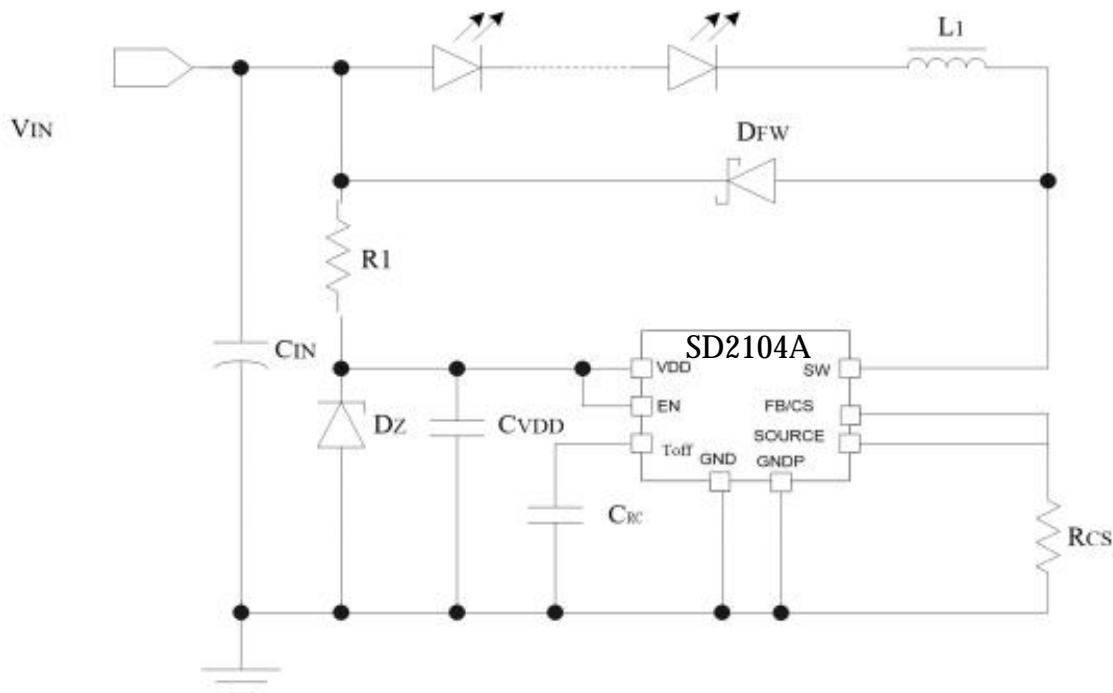 L1
VIN
DFW
R1
CIN
SD2104A
VDD
SW
EN
FB/CS
DZ
CVDD
SOURCE
Toff
GND
GNDP
CRC
RCS